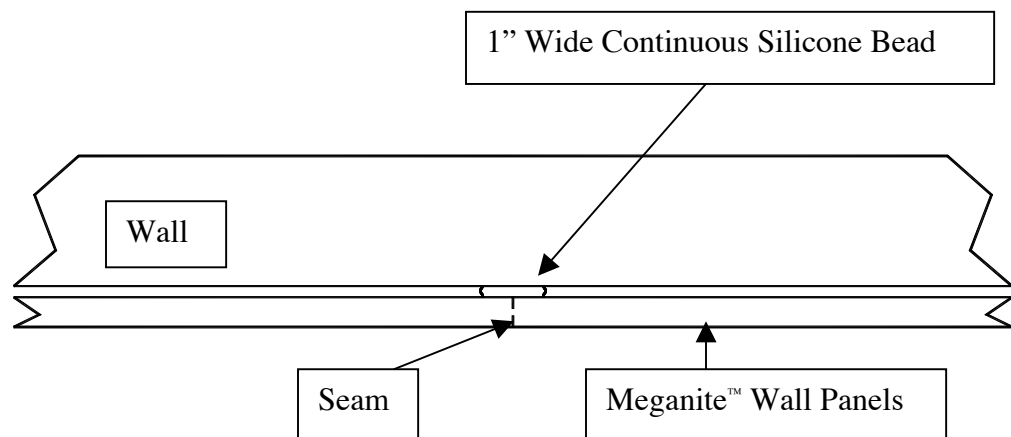 1” Wide Continuous Silicone Bead
Wall
Seam
Meganite™ Wall Panels